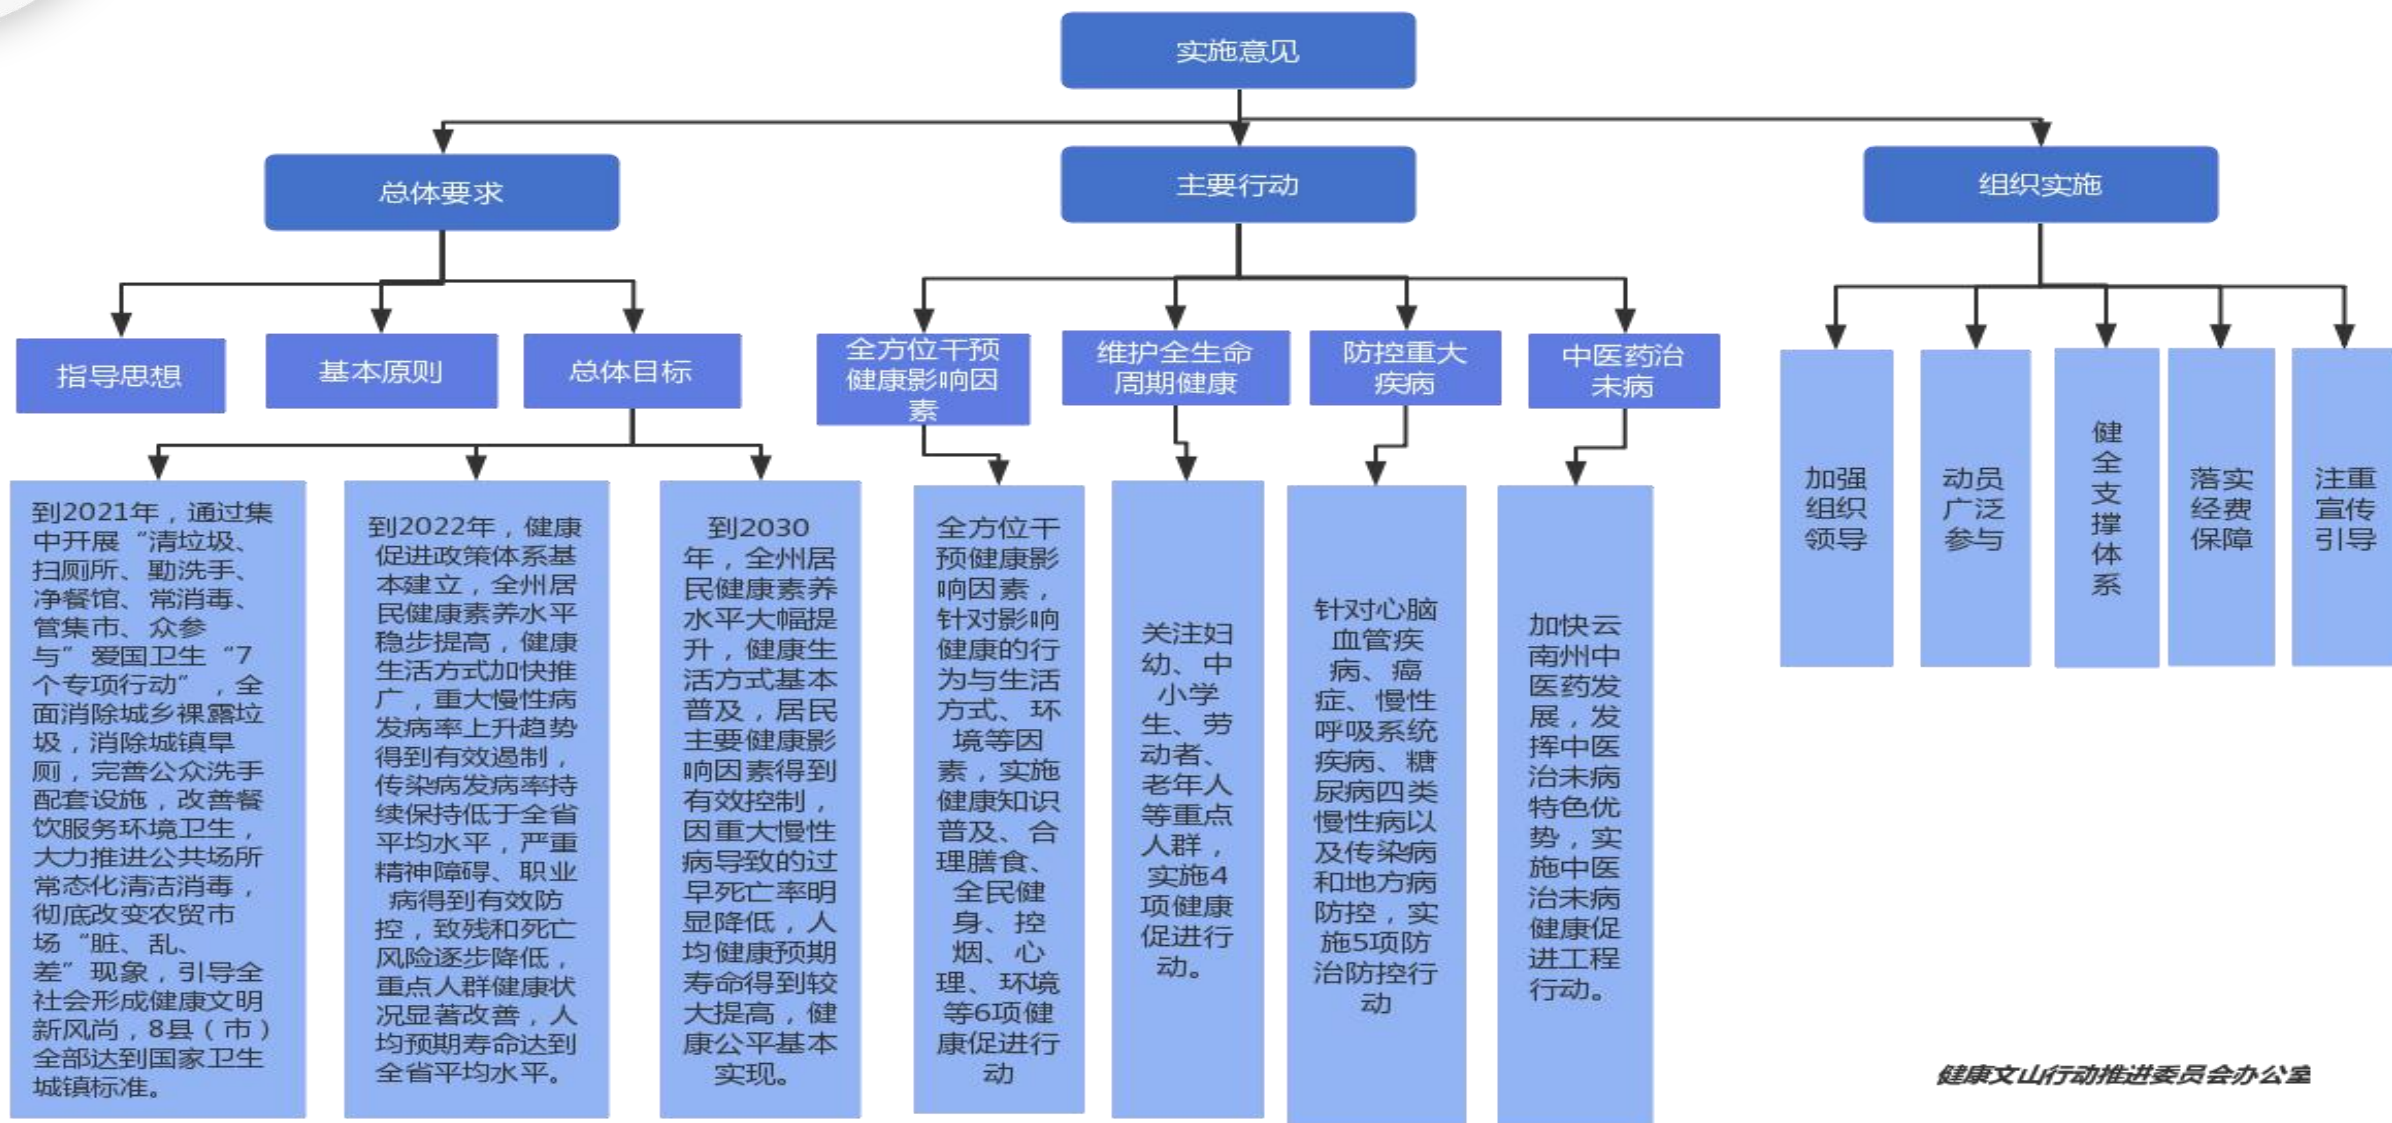 实施意见
总体要求
主要行动
组织实施
指导思想
基本原则
总体目标
全方位干预
健康影响因
素
维护全生命
周期健康
防控重大
疾病
中医药治
未病
到2021年，通过集
中开展“清垃圾、
扫厕所、勤洗手、
净餐馆、常消毒、
管集市、众参
与”爱国卫生“7
个专项行动”，全
面消除城乡裸露垃
圾，消除城镇旱
厕，完善公众洗手
配套设施，改善餐
饮服务环境卫生，
大力推进公共场所
常态化清洁消毒，
彻底改变农贸市
场“脏、乱、
差”现象，引导全
社会形成健康文明
新风尚，8县（市）
全部达到国家卫生
城镇标准。
到2022年，健康
促进政策体系基
本建立，全州居
民健康素养水平
稳步提高，健康
生活方式加快推
广，重大慢性病
发病率上升趋势
得到有效遏制，
传染病发病率持
续保持低于全省
平均水平，严重
精神障碍、职业
病得到有效防
控，致残和死亡
风险逐步降低，
重点人群健康状
况显著改善，人
均预期寿命达到
全省平均水平。
到2030
年，全州居
民健康素养
水平大幅提
升，健康生
活方式基本
普及，居民
主要健康影
响因素得到
有效控制，
因重大慢性
病导致的过
早死亡率明
显降低，人
均健康预期
寿命得到较
大提高，健
康公平基本
实现。
全方位干
预健康影
响因素，
针对影响
健康的行
为与生活
方式、环
境等因
素，实施
健康知识
普及、合
理膳食、
全民健
身、控
烟、心
理、环境
等6项健
康促进行
动
关注妇
幼、中
小学
生、劳
动者、
老年人
等重点
人群，
实施4
项健康
促进行
动。
针对心脑
血管疾
病、癌
症、慢性
呼吸系统
疾病、糖
尿病四类
慢性病以
及传染病
和地方病
防控，实
施5项防
治防控行
动
加快云
南州中
医药发
展，发
挥中医
治未病
特色优
势，实
施中医
治未病
健康促
进工程
行动。
加强
组织
领导
动员
广泛
参与
健
全
支
撑
体
系
落实
经费
保障
注重
宣传
引导
健康文山行动推进委员会办公室